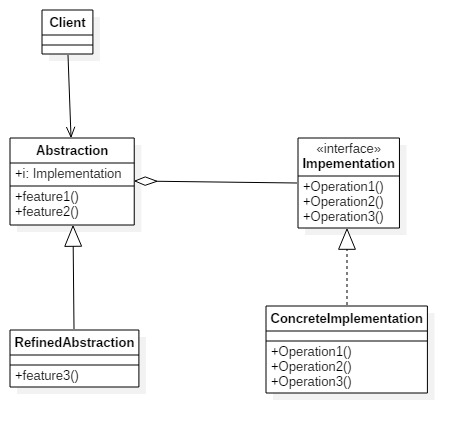 Client
Abstraction
+i: Implementation
+feature1()
+feature2()
«interface»
Impementation
+Operation1()
+Operation2()
+Operation3()
RefinedAbstraction
+feature3()
ConcreteImplementation
+Operation1()
+Operation2()
+Operation3()